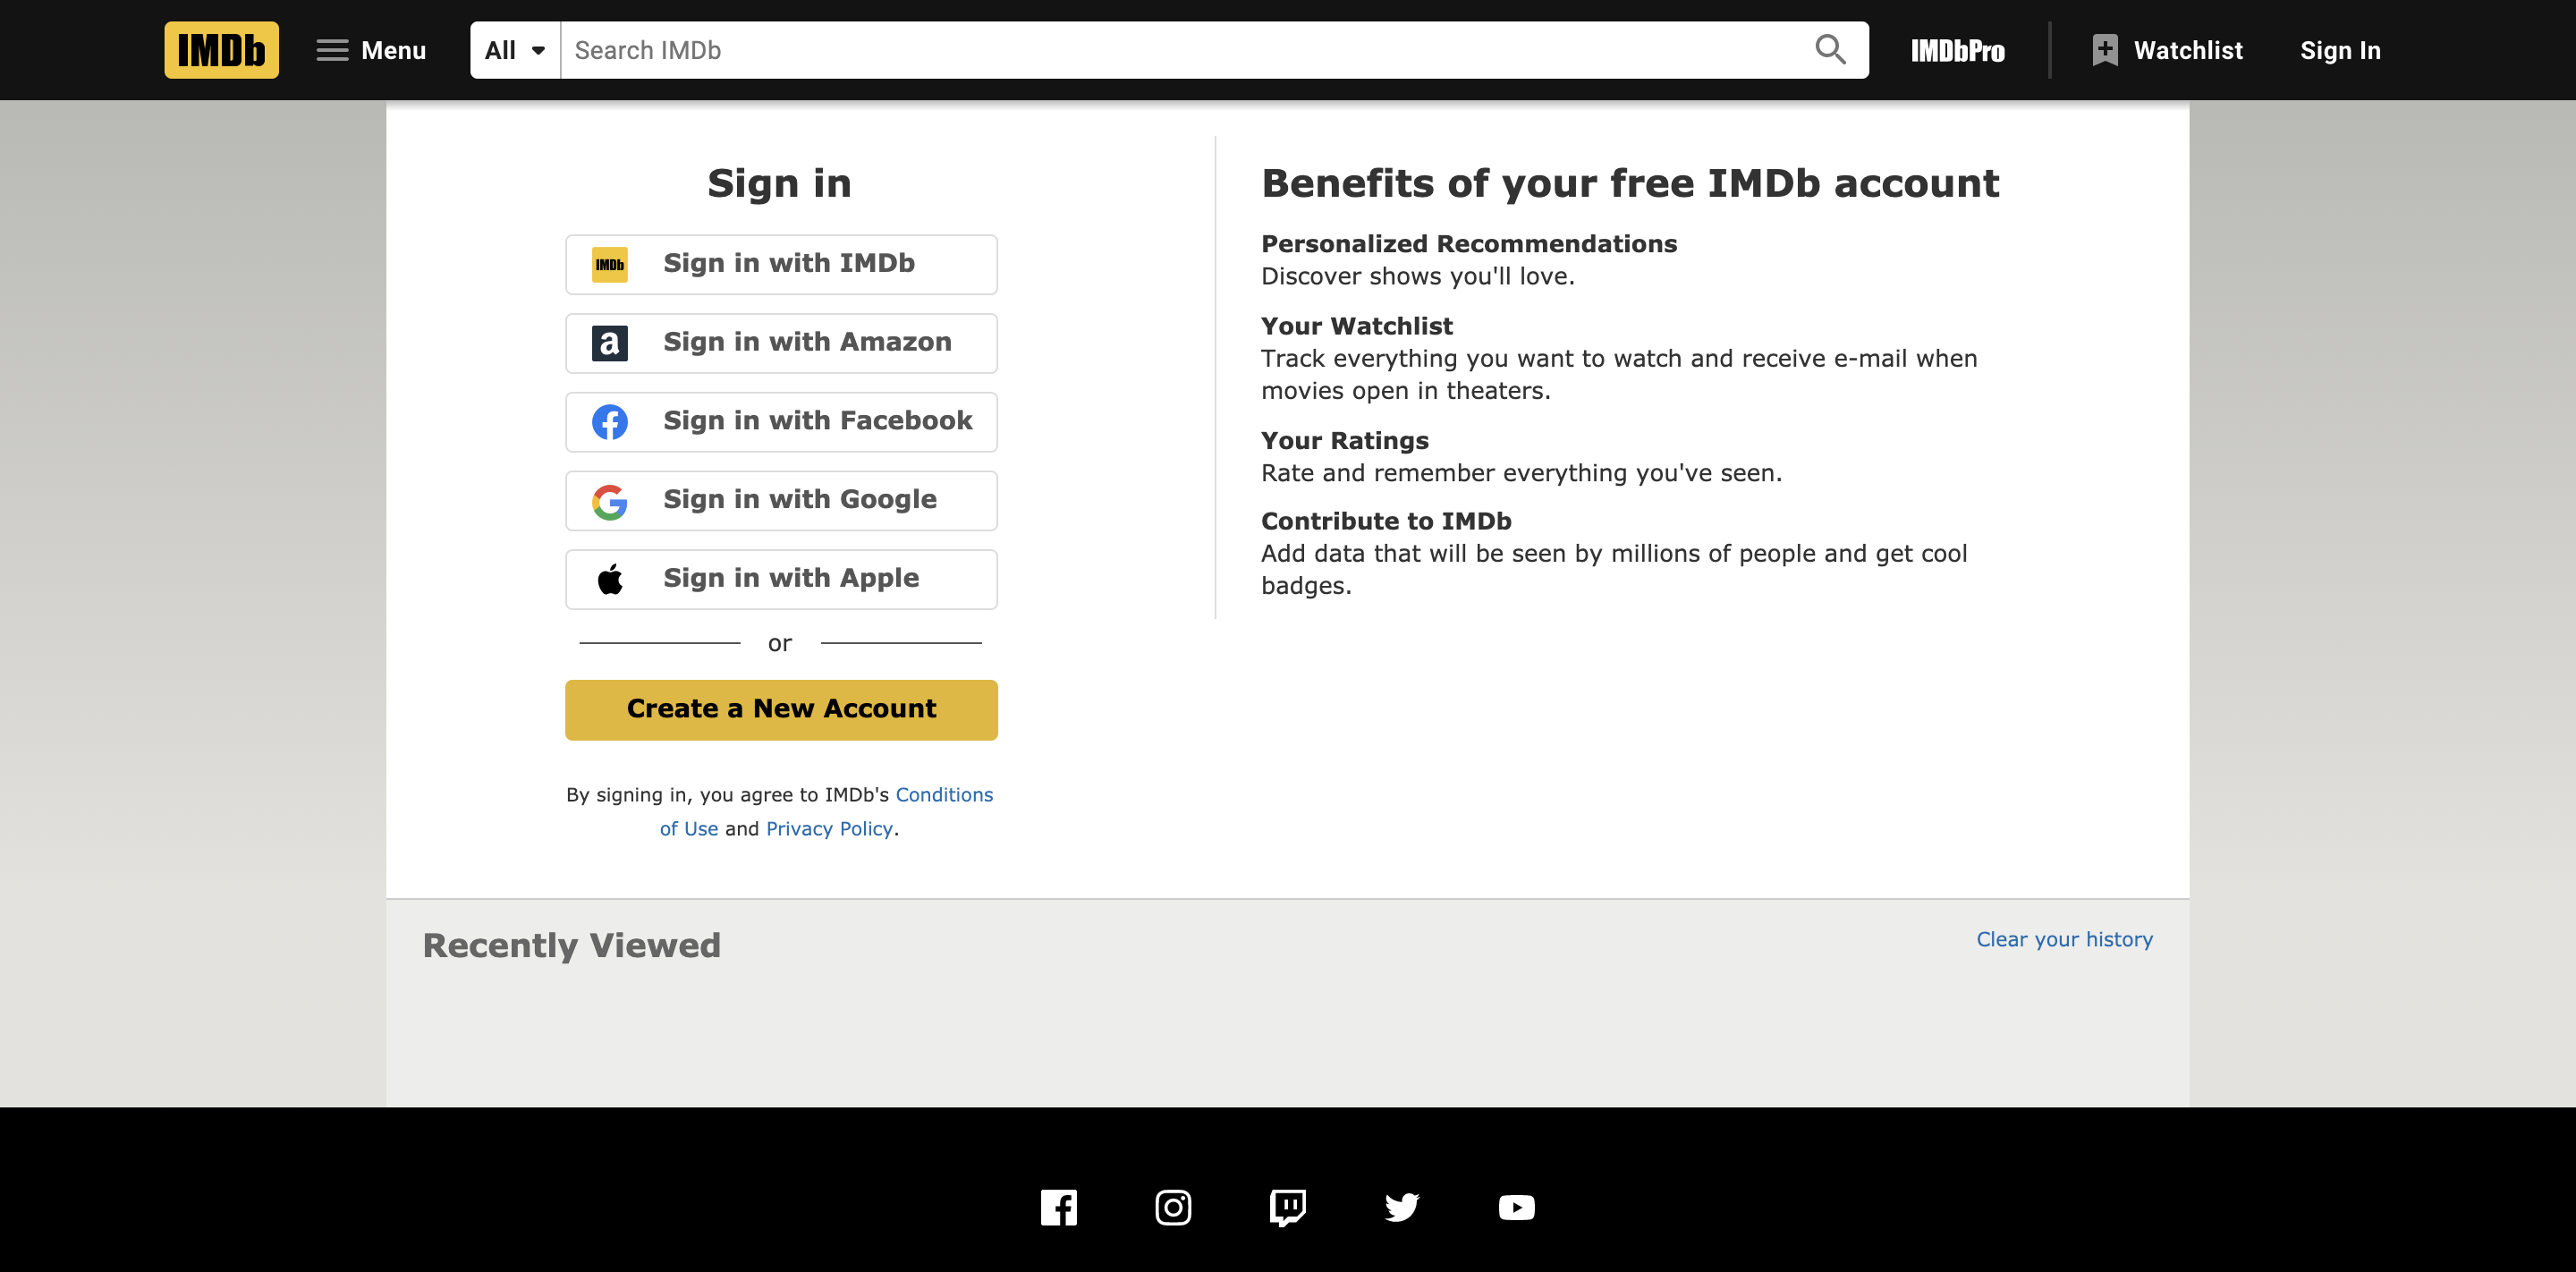 IMDb
Menu
All
Search IMDb
IMDbPro
Watchlist
Sign In
Sign in
IMDb Sign in with IMDb
a Sign in with Amazon
Sign in with Facebook
Sign in with Google
Sign in with Apple
or
Create a New Account
By signing in, you agree to IMDb's Conditions
of Use and Privacy Policy.
Benefits of your free IMDb account
Personalized Recommendations
Discover shows you'll love.
Your Watchlist
Track everything you want to watch and receive e-mail when
movies open in theaters.
Your Ratings
Rate and remember everything you've seen.
Contribute to IMDb
Add data that will be seen by millions of people and get cool
badges.
Recently Viewed
Clear your history